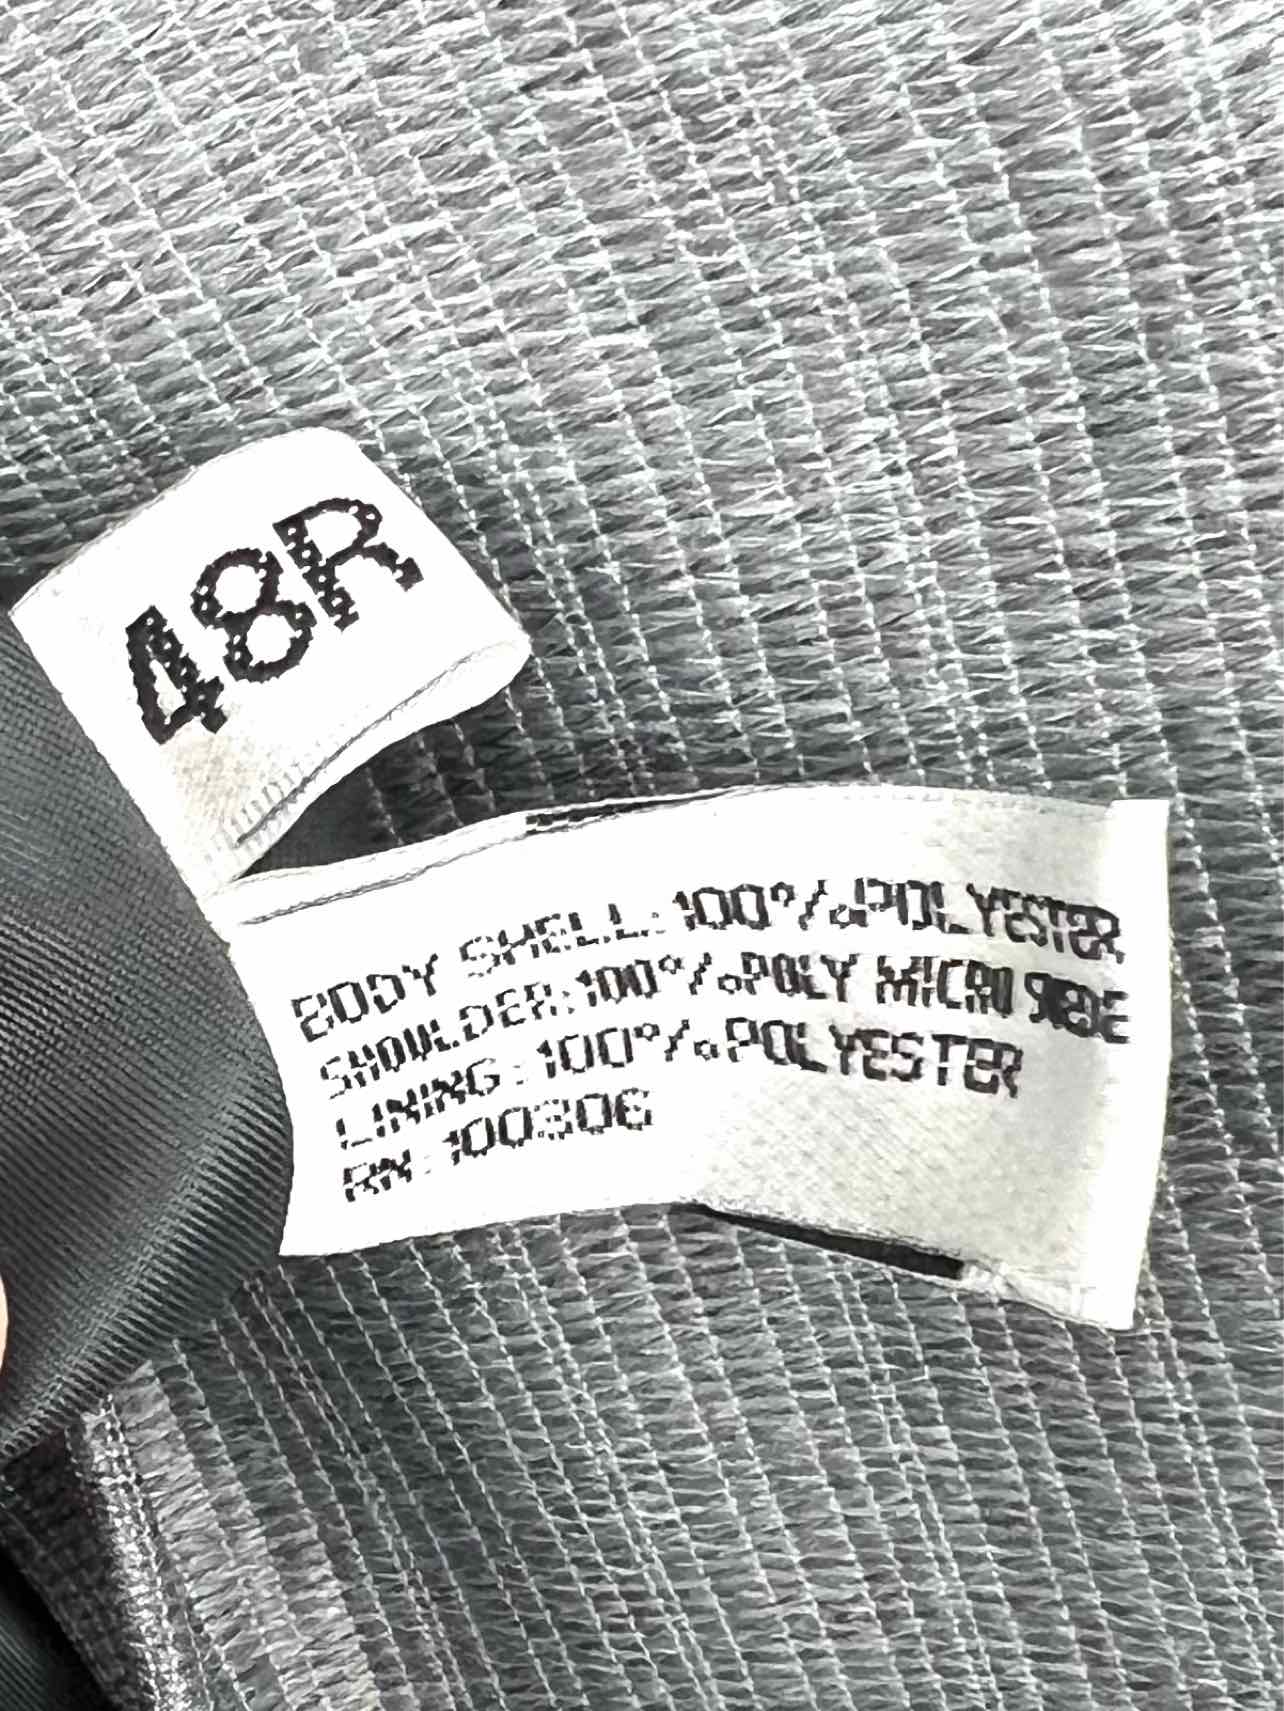 48R
BODY SHELL:100%POLYESTER
SHOULDER:100%POLY MICRO SUEDE
LINING:100%POLYESTER
RN:100306